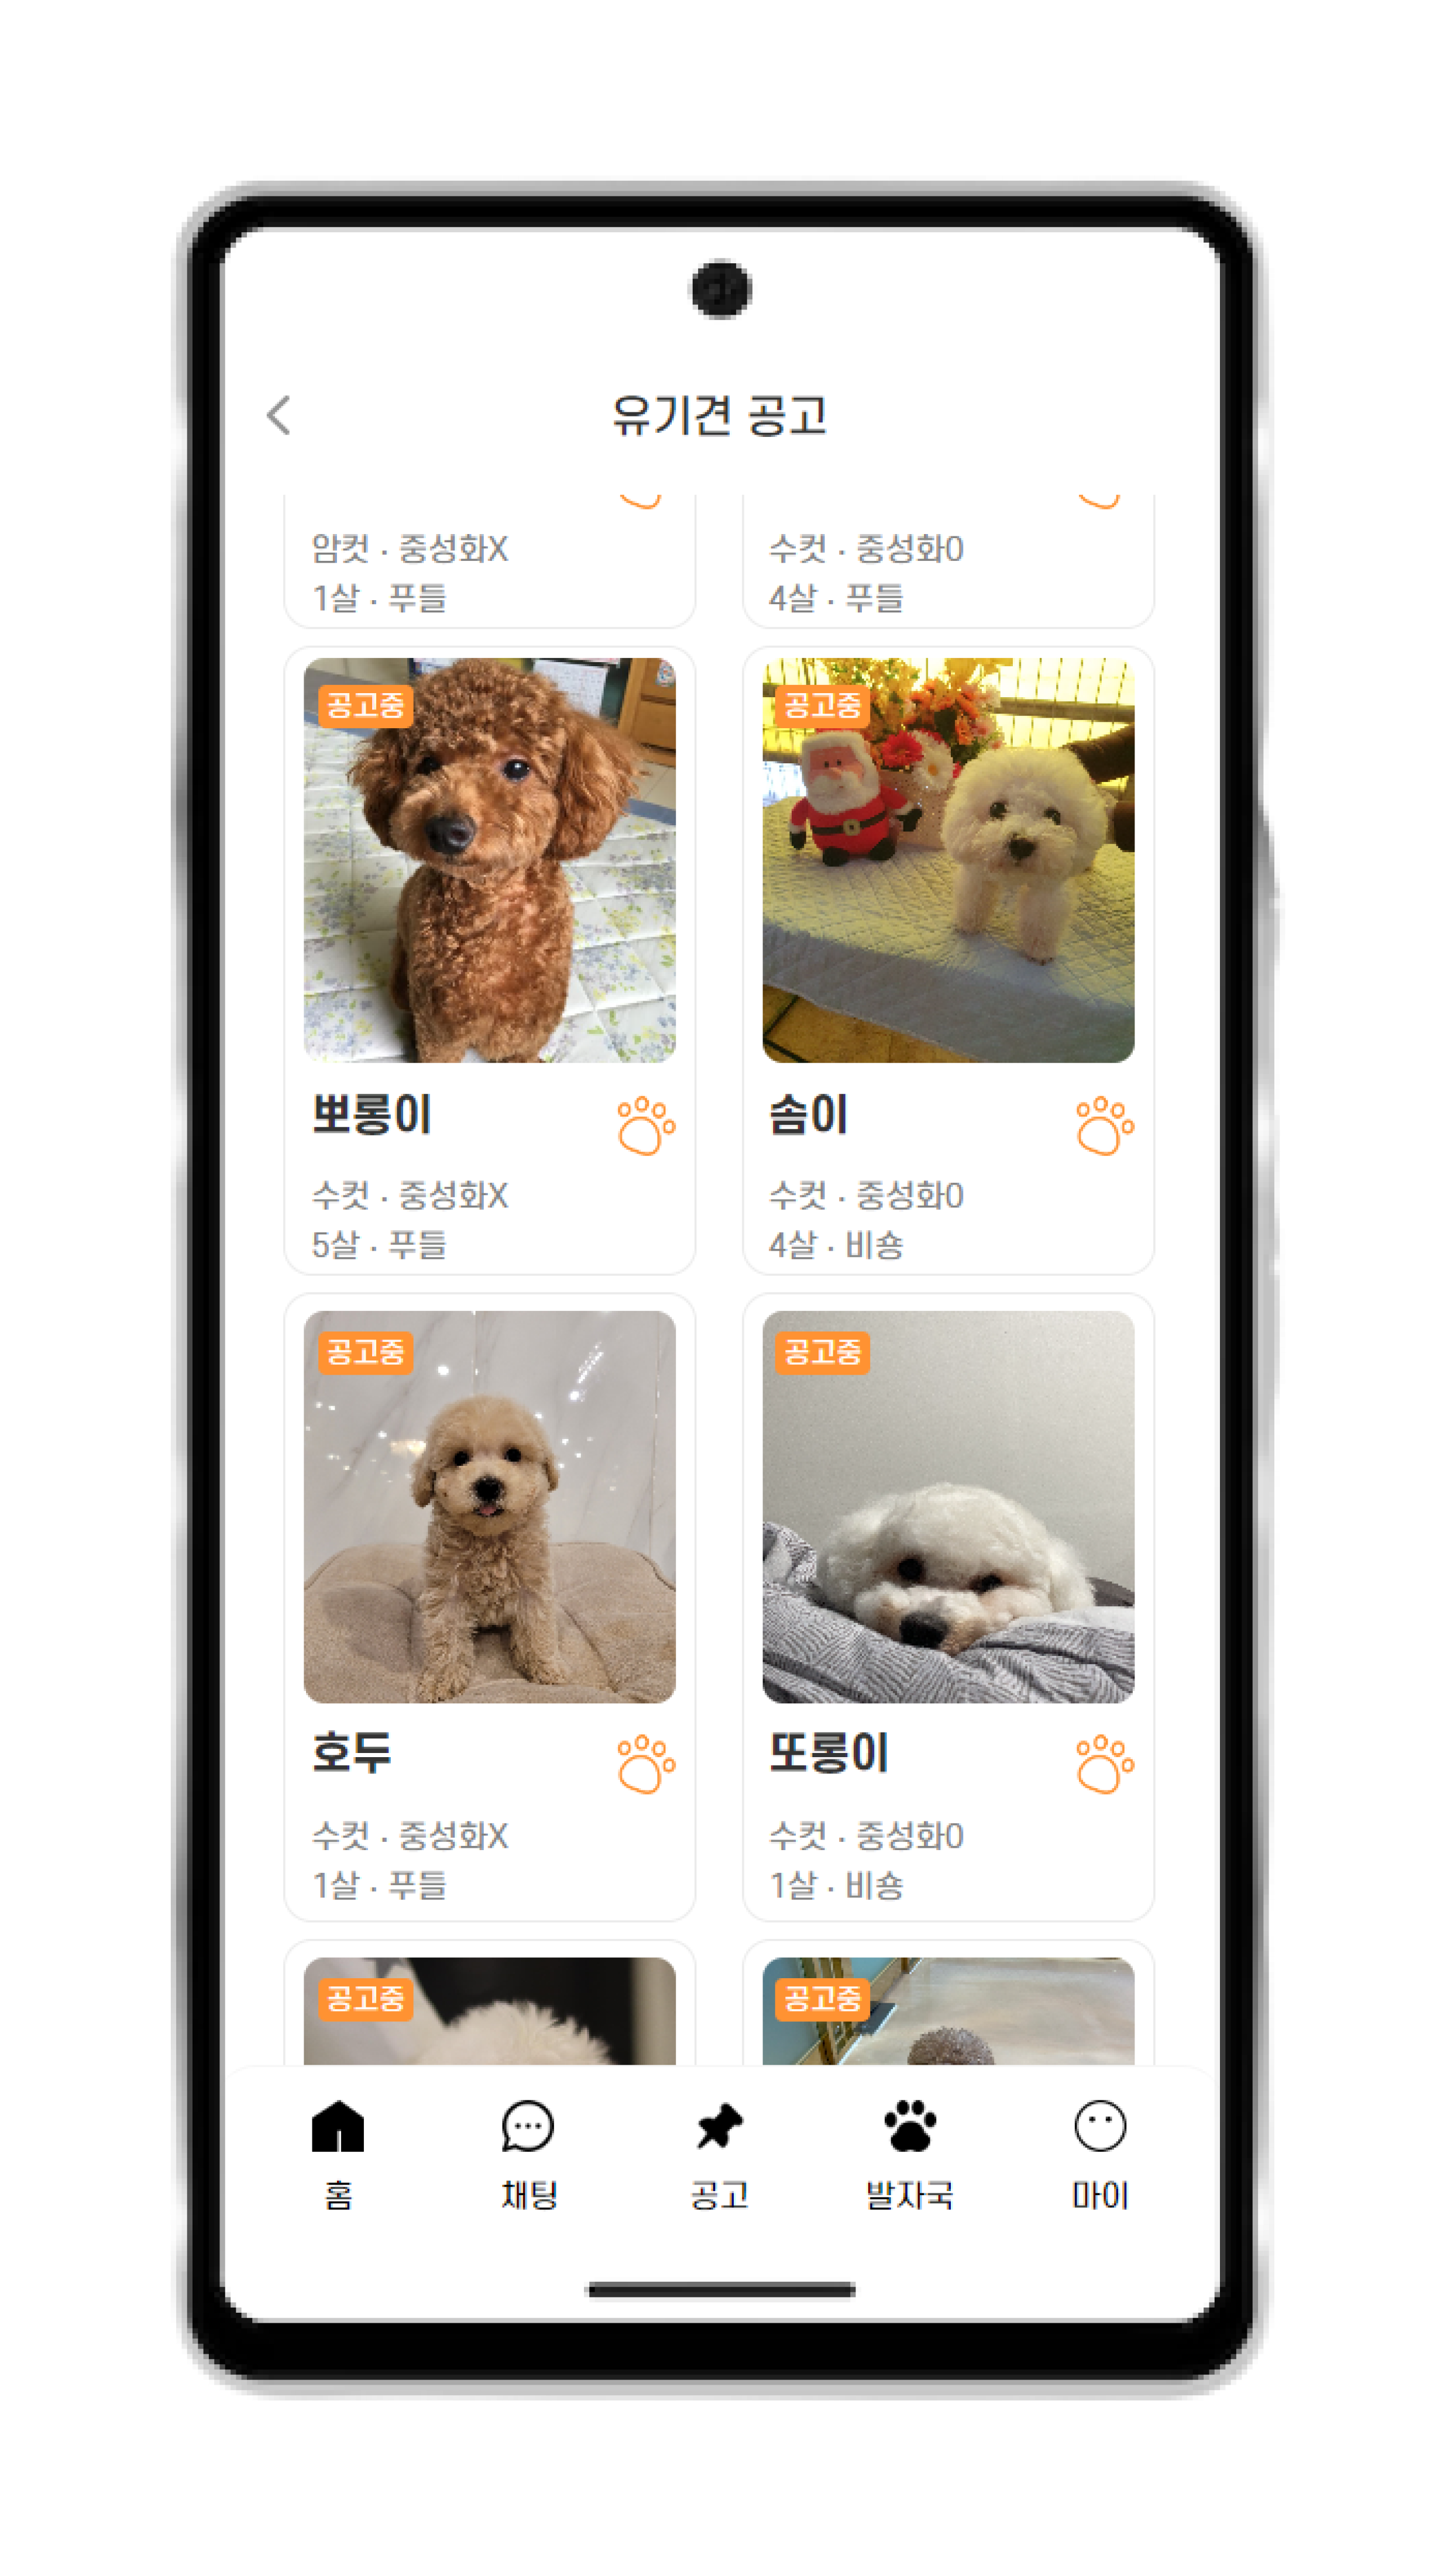 유기견 공고
암컷 · 중성화X
1살 · 푸들
수컷 · 중성화O
4살 · 푸들
공고중
뽀롱이
수컷 · 중성화X
5살 · 푸들
공고중
솜이
수컷 · 중성화O
4살 · 비숑
공고중
호두
수컷 · 중성화X
1살 · 푸들
공고중
또롱이
수컷 · 중성화O
1살 · 비숑
공고중
공고중
홈
채팅
공고
발자국
마이